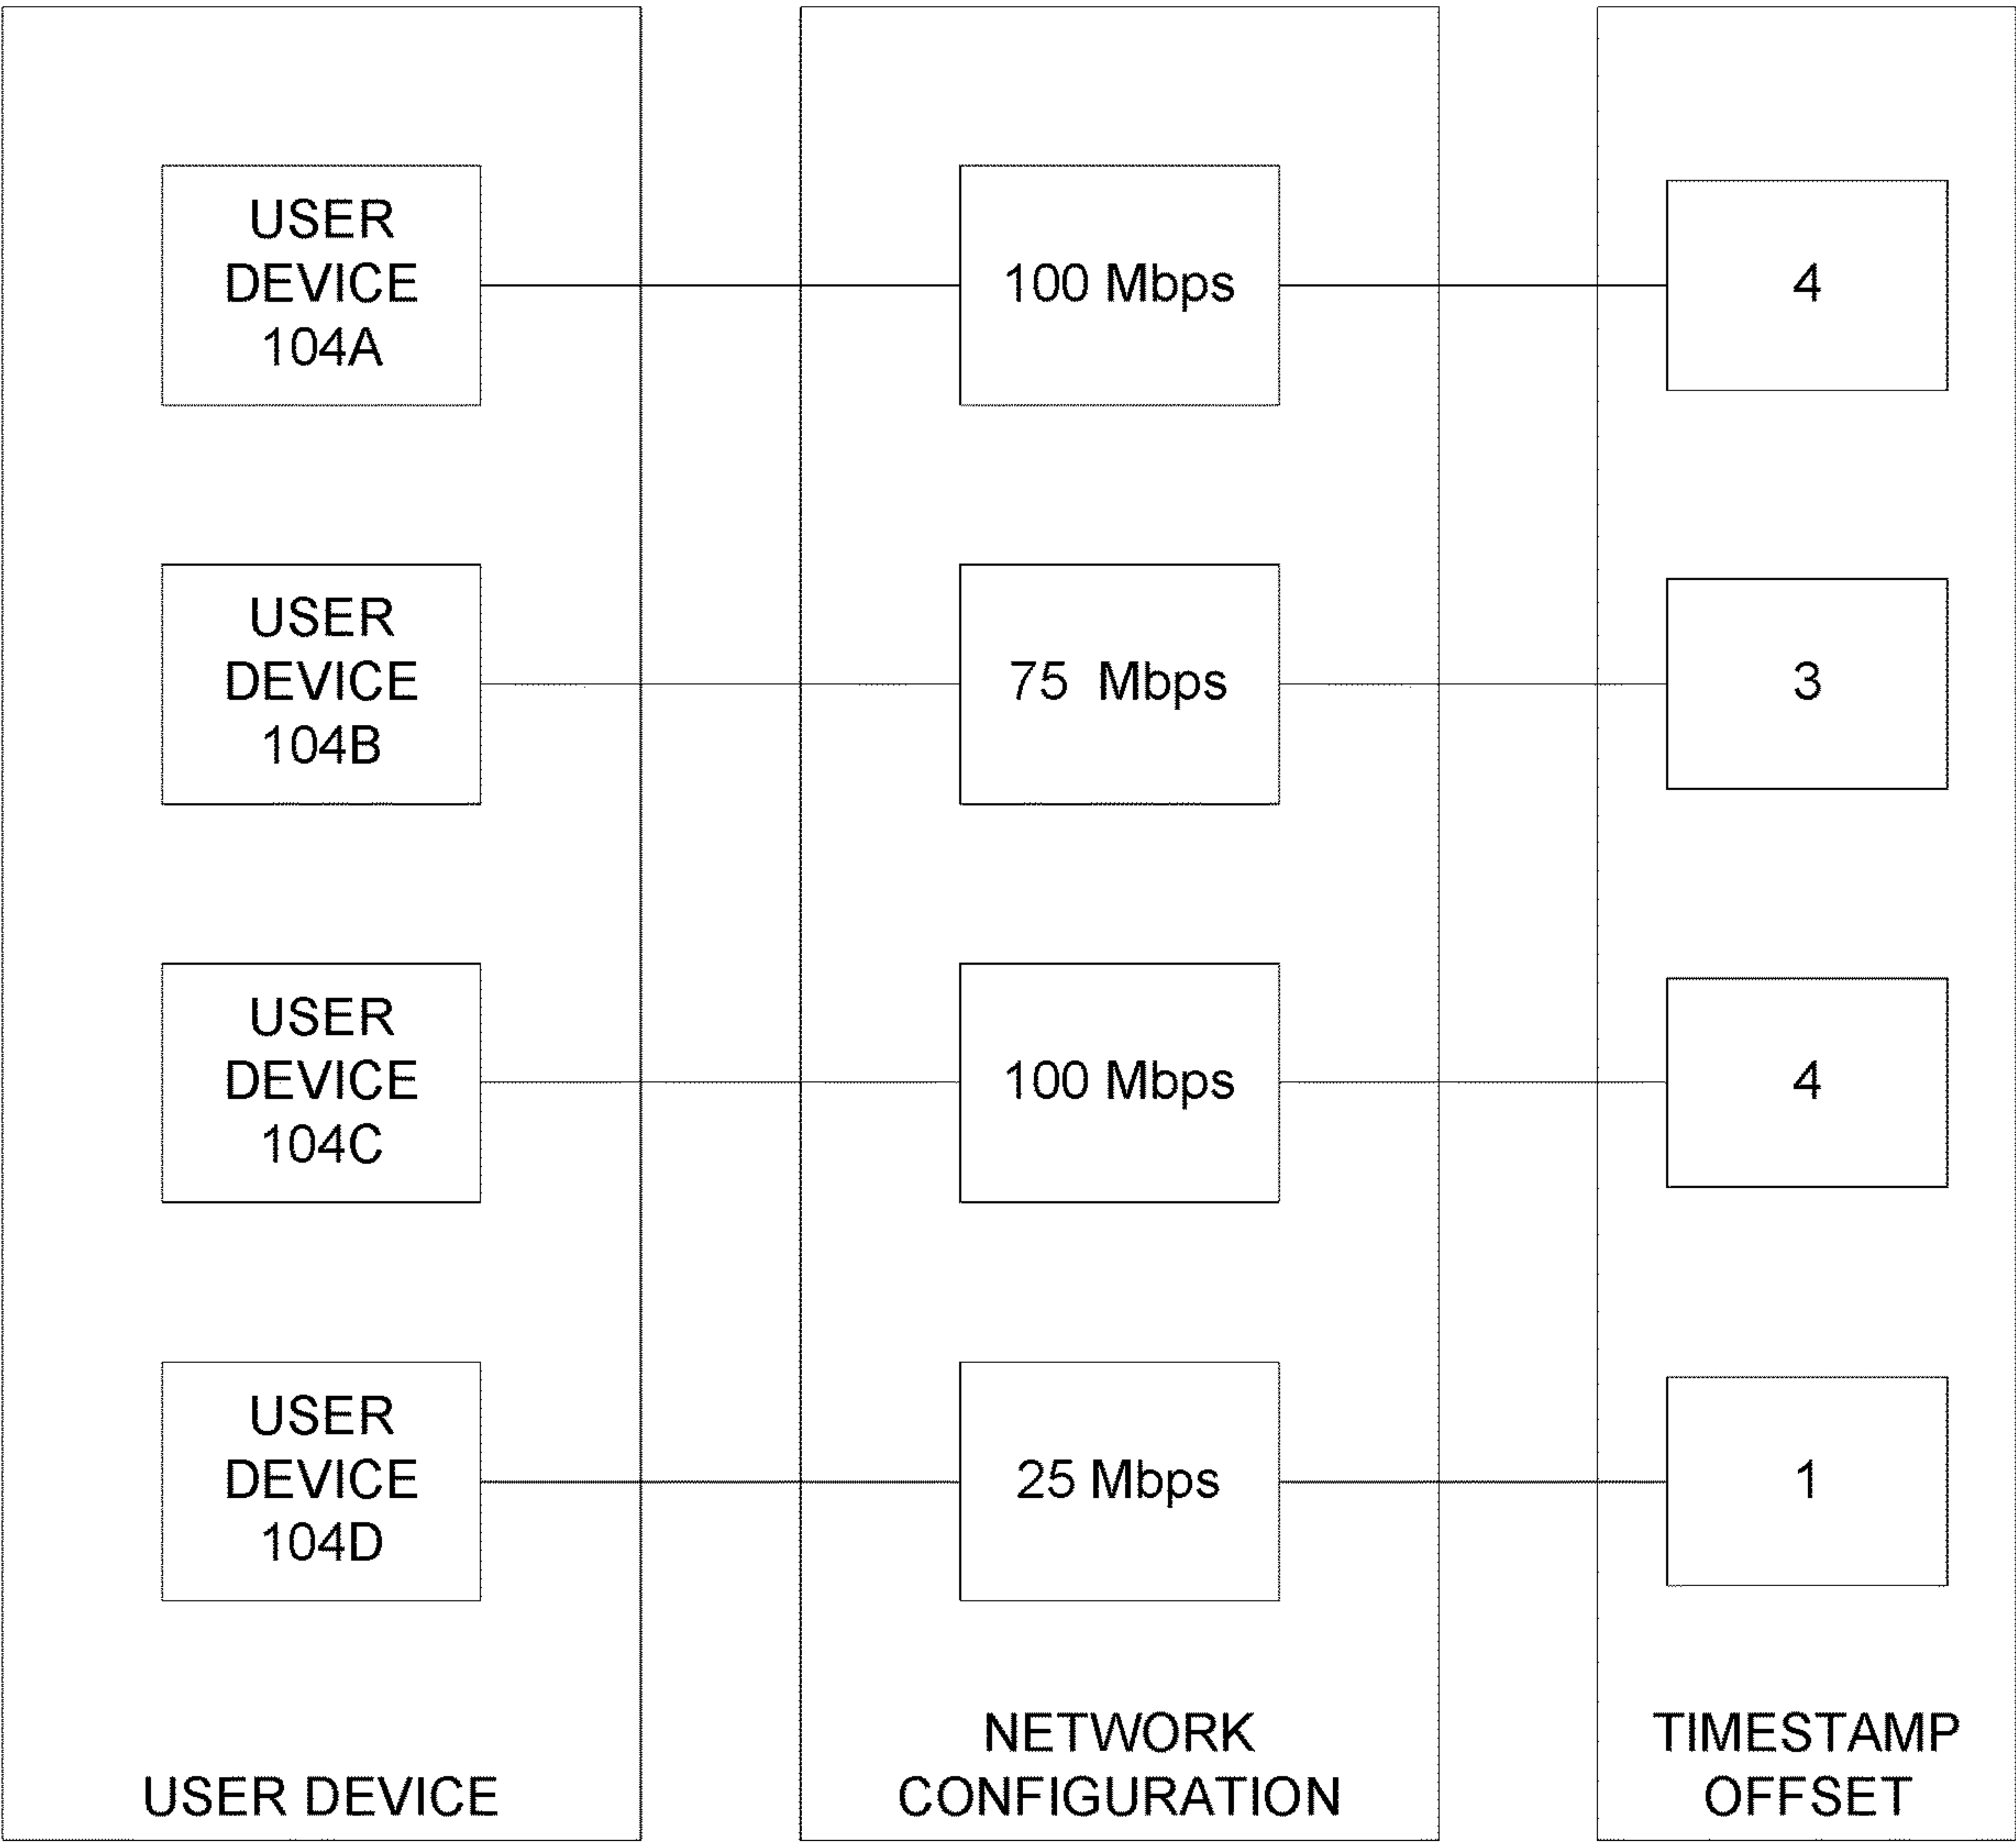 USER
DEVICE
104A
100 Mbps
4
USER
DEVICE
104B
75 Mbps
3
USER
DEVICE
104C
100 Mbps
4
USER
DEVICE
104D
25 Mbps
1
USER DEVICE
NETWORK
CONFIGURATION
TIMESTAMP
OFFSET